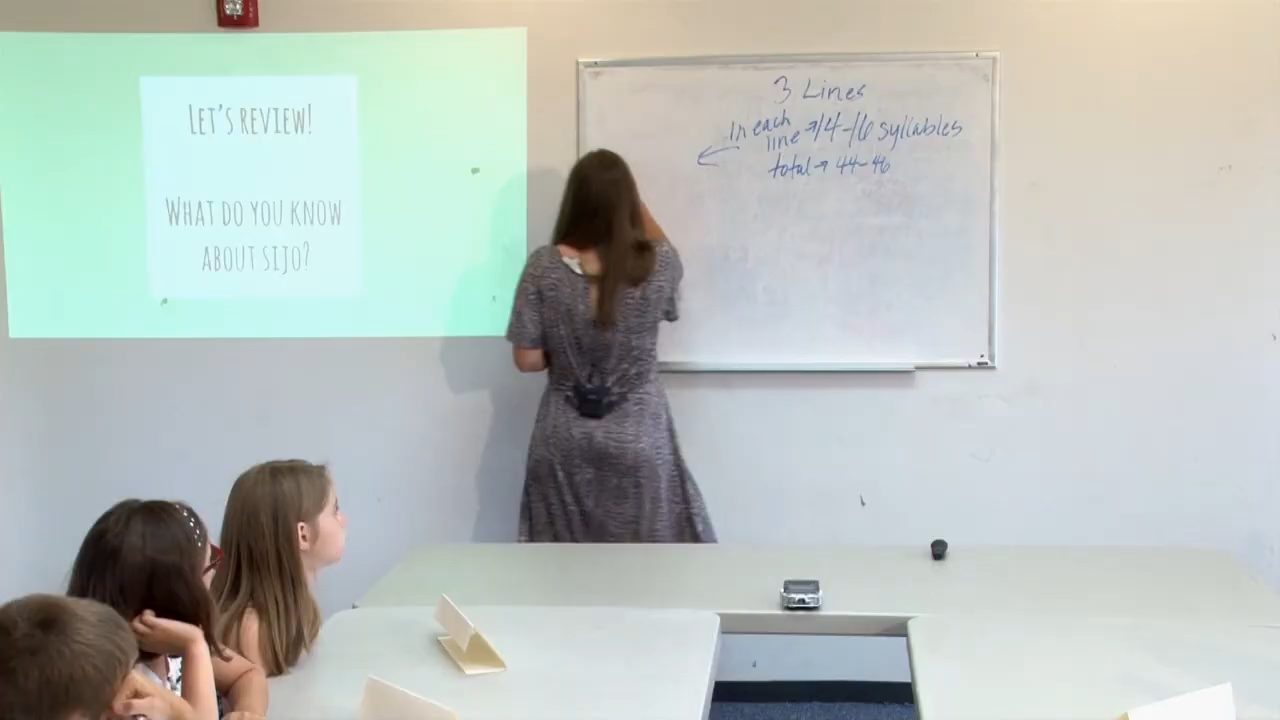 LET'S REVIEW!
WHAT DO YOU KNOW
ABOUT SIJO?
3 Lines
In each
line → 14-16 syllables
total → 44-46